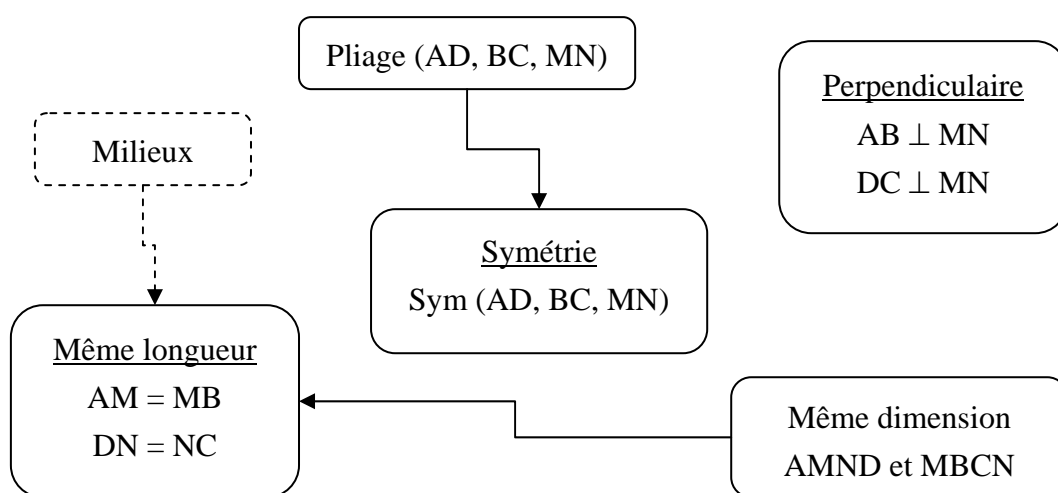 Pliage (AD, BC, MN)
Perpendiculaire
AB ⊥ MN
DC ⊥ MN
Milieux
Symétrie
Sym (AD, BC, MN)
Même longueur
AM = MB
DN = NC
Même dimension
AMND et MBCN